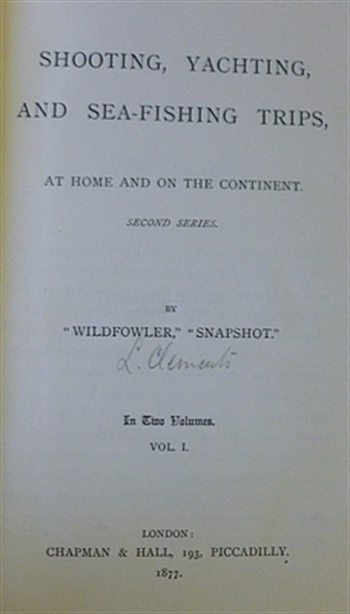 SHOOTING, YACHTING,
AND SEA-FISHING TRIPS,
AT HOME AND ON THE CONTINENT.
SECOND SERIES.
BY
"WILDFOWLER," "SNAPSHOT."
L. Clements
In Two Volumes.
VOL. I.
LONDON:
CHAPMAN & HALL, 193, PICCADILLY.
1877.